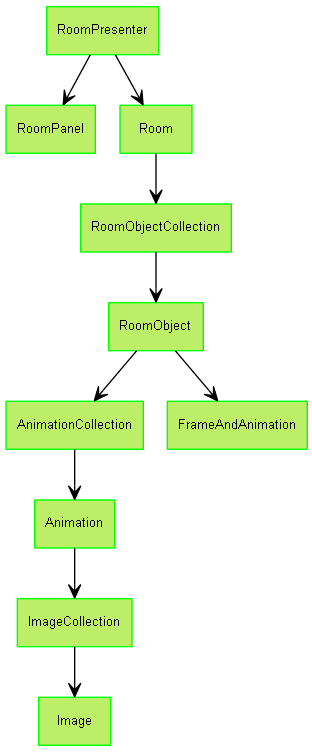 RoomPresenter
RoomPanel
Room
RoomObjectCollection
RoomObject
AnimationCollection
FrameAndAnimation
Animation
ImageCollection
Image